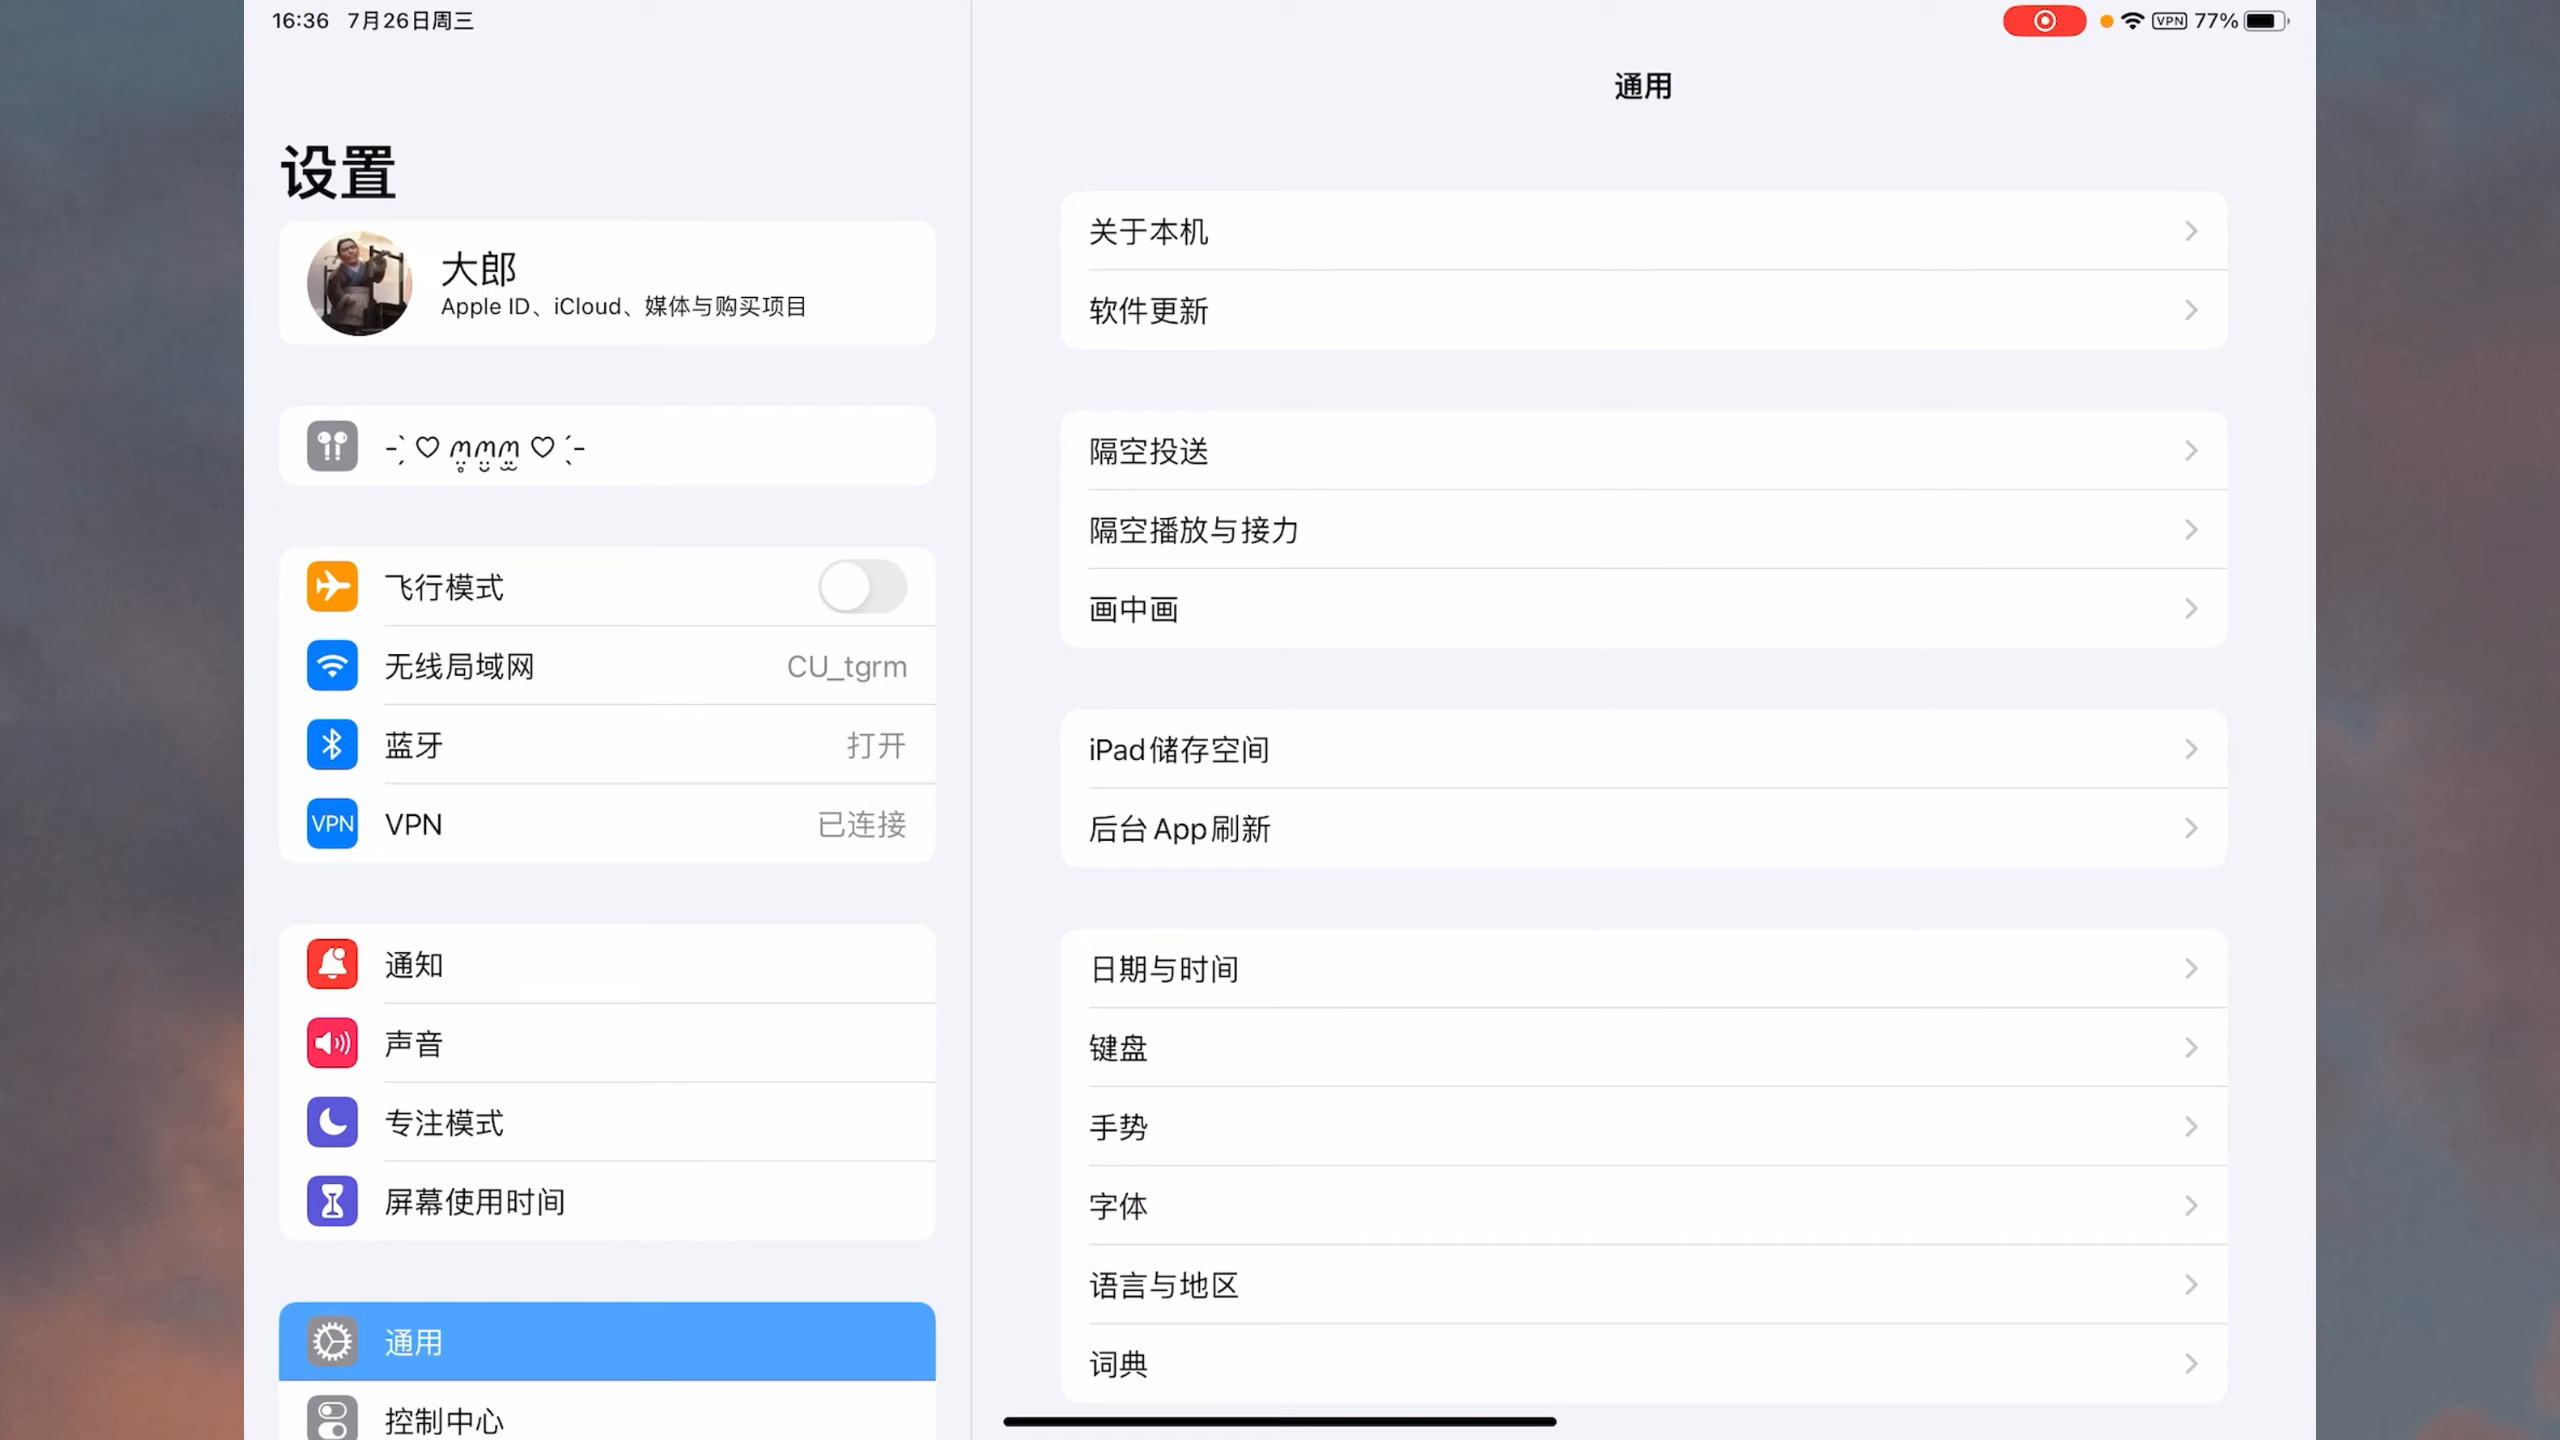 16:36 7月26日周三
VPN 77%
设置
大郎
Apple ID、iCloud、媒体与购买项目
飞行模式
无线局域网 CU_tgrm
蓝牙 打开
VPN VPN 已连接
通知
声音
专注模式
屏幕使用时间
通用
控制中心
通用
关于本机
软件更新
隔空投送
隔空播放与接力
画中画
iPad储存空间
后台App刷新
日期与时间
键盘
手势
字体
语言与地区
词典